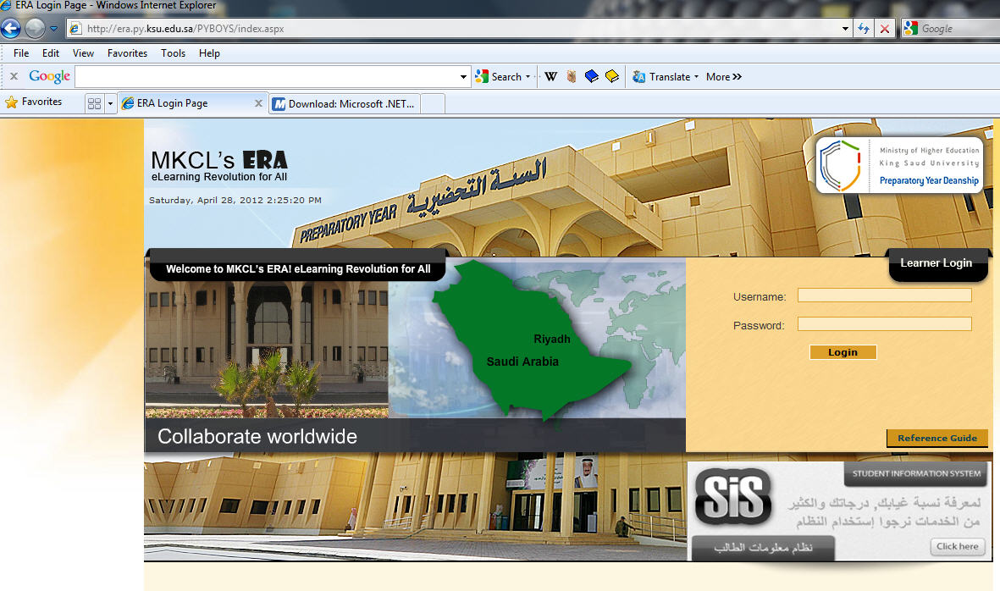 ERA Login Page - Windows Internet Explorer
http://era.py.ksu.edu.sa/PYBOYS/index.aspx
Google
File Edit View Favorites Tools Help
Google Search W Translate More
Favorites ERA Login Page Download: Microsoft .NET...
MKCL's ERA
eLearning Revolution for All
Saturday, April 28, 2012 2:25:20 PM
PREPARATORY YEAR السنة التحضيرية
Ministry of Higher Education
King Saud University
Preparatory Year Deanship
Welcome to MKCL's ERA! eLearning Revolution for All
Learner Login
Username:
Password:
Login
Riyadh
Saudi Arabia
Collaborate worldwide
Reference Guide
STUDENT INFORMATION SYSTEM
SiS
لمعرفة نسبة غيابك, درجاتك والكثير
من الخدمات نرجوا إستخدام النظام
نظام معلومات الطالب
Click here